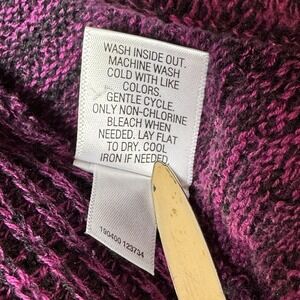 WASH INSIDE OUT.
MACHINE WASH
COLD WITH LIKE
COLORS.
GENTLE CYCLE.
ONLY NON-CHLORINE
BLEACH WHEN
NEEDED. LAY FLAT
TO DRY. COOL
IRON IF NEEDED
190400 123734